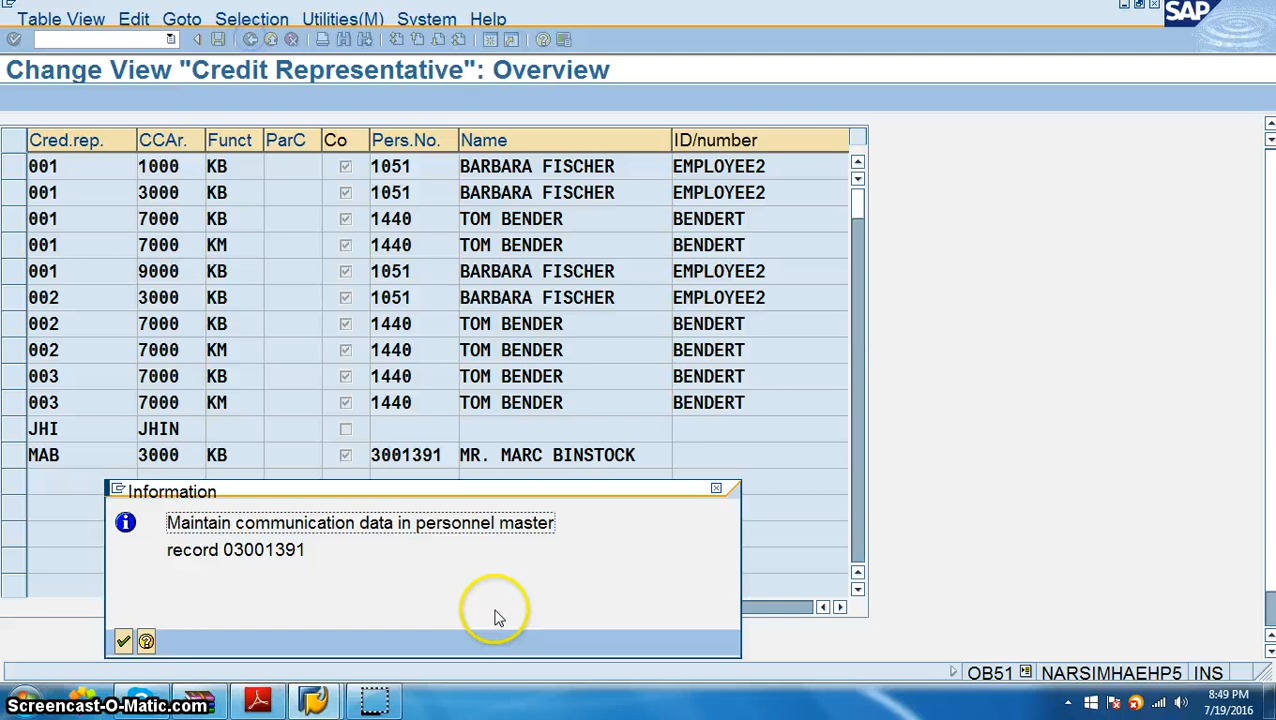 Table View Edit Goto Selection Utilities(M) System Help
SAP
Change View "Credit Representative": Overview
Cred.rep. CCAr. Funct ParC Co Pers.No. Name ID/number
001 1000 KB 1051 BARBARA FISCHER EMPLOYEE2
001 3000 KB 1051 BARBARA FISCHER EMPLOYEE2
001 7000 KB 1440 TOM BENDER BENDERT
001 7000 KM 1440 TOM BENDER BENDERT
001 9000 KB 1051 BARBARA FISCHER EMPLOYEE2
002 3000 KB 1051 BARBARA FISCHER EMPLOYEE2
002 7000 KB 1440 TOM BENDER BENDERT
002 7000 KM 1440 TOM BENDER BENDERT
003 7000 KB 1440 TOM BENDER BENDERT
003 7000 KM 1440 TOM BENDER BENDERT
JHI JHIN
MAB 3000 KB 3001391 MR. MARC BINSTOCK
Information
Maintain communication data in personnel master
record 03001391
OB51 NARSIMHAEHP5 INS
Screencast-O-Matic.com
8:49 PM
7/19/2016